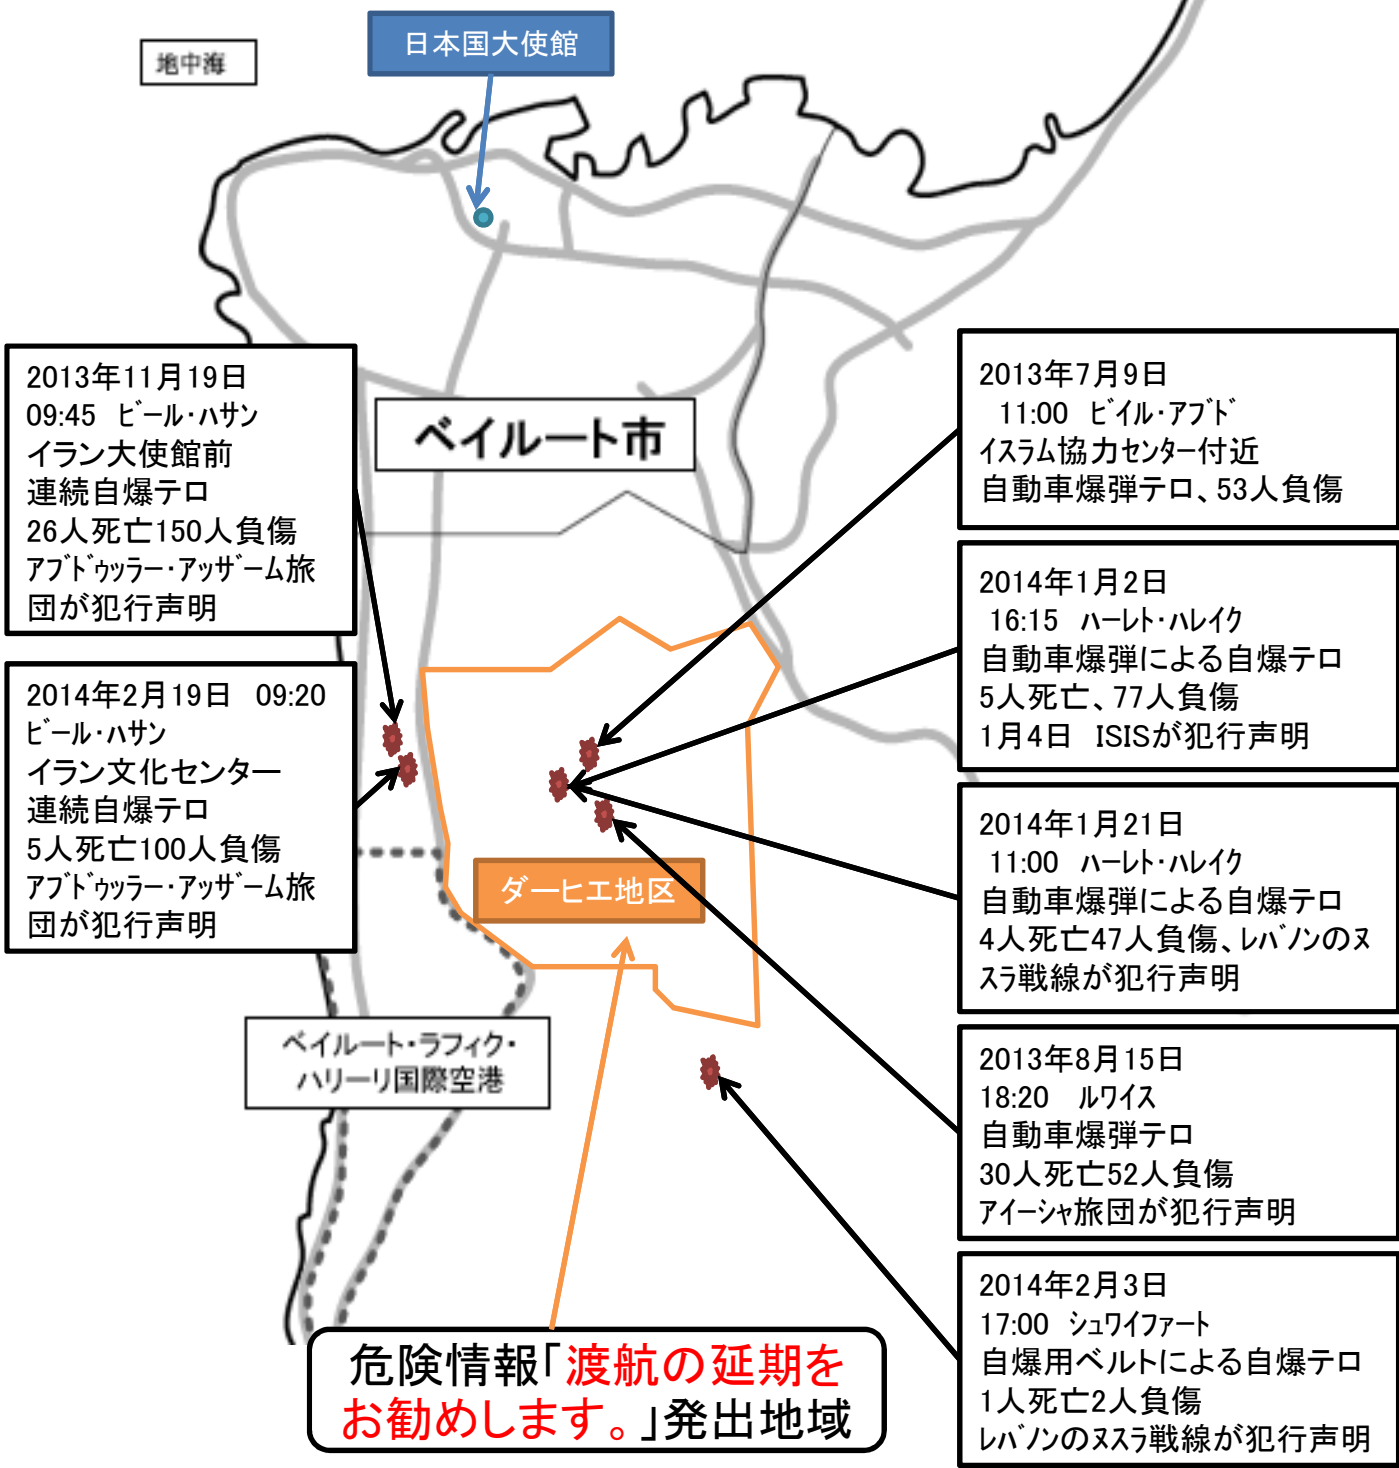 日本国大使館
地中海
2013年11月19日
09:45 ﾋﾞｰﾙ・ﾊｻﾝ
イラン大使館前
連続自爆テロ
26人死亡150人負傷
ｱﾌﾞﾄﾞｩｯﾗｰ・ｱｯｻﾞｰﾑ旅
団が犯行声明
2014年2月19日 09:20
ﾋﾞｰﾙ・ﾊｻﾝ
イラン文化センター
連続自爆テロ
5人死亡100人負傷
ｱﾌﾞﾄﾞｩｯﾗｰ・ｱｯｻﾞｰﾑ旅
団が犯行声明
ベイルート市
2013年7月9日
11:00 ﾋﾞｲﾙ・ｱﾌﾞﾄﾞ
ｲｽﾗﾑ協力センター付近
自動車爆弾テロ、53人負傷
2014年1月2日
16:15 ﾊｰﾚﾄ・ﾊﾚｲｸ
自動車爆弾による自爆テロ
5人死亡、77人負傷
1月4日 ISISが犯行声明
2014年1月21日
11:00 ﾊｰﾚﾄ・ﾊﾚｲｸ
自動車爆弾による自爆テロ
4人死亡47人負傷、ﾚﾊﾞﾉﾝのﾇ
ｽﾗ戦線が犯行声明
2013年8月15日
18:20 ﾙﾜｲｽ
自動車爆弾テロ
30人死亡52人負傷
ｱｲｰｼｬ旅団が犯行声明
2014年2月3日
17:00 ｼｭﾜｲﾌｧｰﾄ
自爆用ベルトによる自爆テロ
1人死亡2人負傷
ﾚﾊﾞﾉﾝのﾇｽﾗ戦線が犯行声明
ダーヒエ地区
ベイルート・ラフィク・
ハリーリ国際空港
危険情報「渡航の延期を
お勧めします。」発出地域